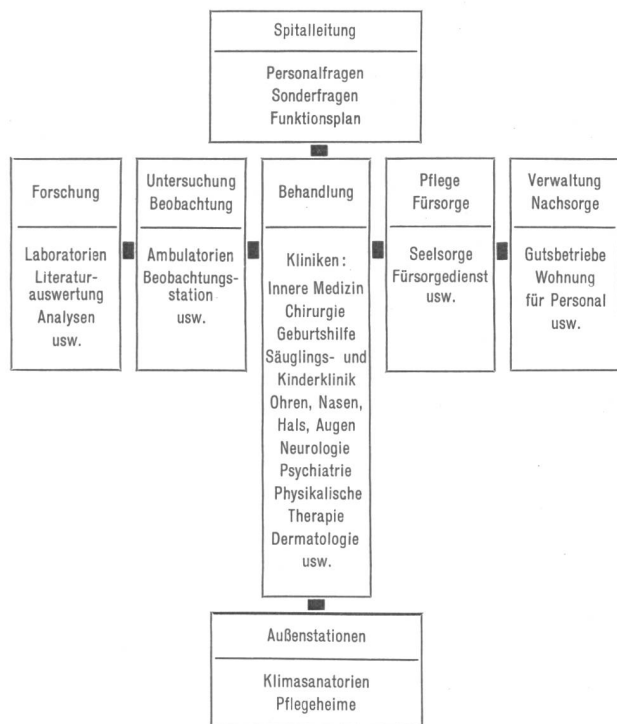 Spitalleitung
Personalfragen
Sonderfragen
Funktionsplan
Forschung
Laboratorien
Literatur-
auswertung
Analysen
usw.
Untersuchung
Beobachtung
Ambulatorien
Beobachtungs-
station
usw.
Behandlung
Kliniken:
Innere Medizin
Chirurgie
Geburtshilfe
Säuglings- und
Kinderklinik
Ohren, Nasen,
Hals, Augen
Neurologie
Psychiatrie
Physikalische
Therapie
Dermatologie
usw.
Pflege
Fürsorge
Seelsorge
Fürsorgedienst
usw.
Verwaltung
Nachsorge
Gutsbetriebe
Wohnung
für Personal
usw.
Außenstationen
Klimasanatorien
Pflegeheime